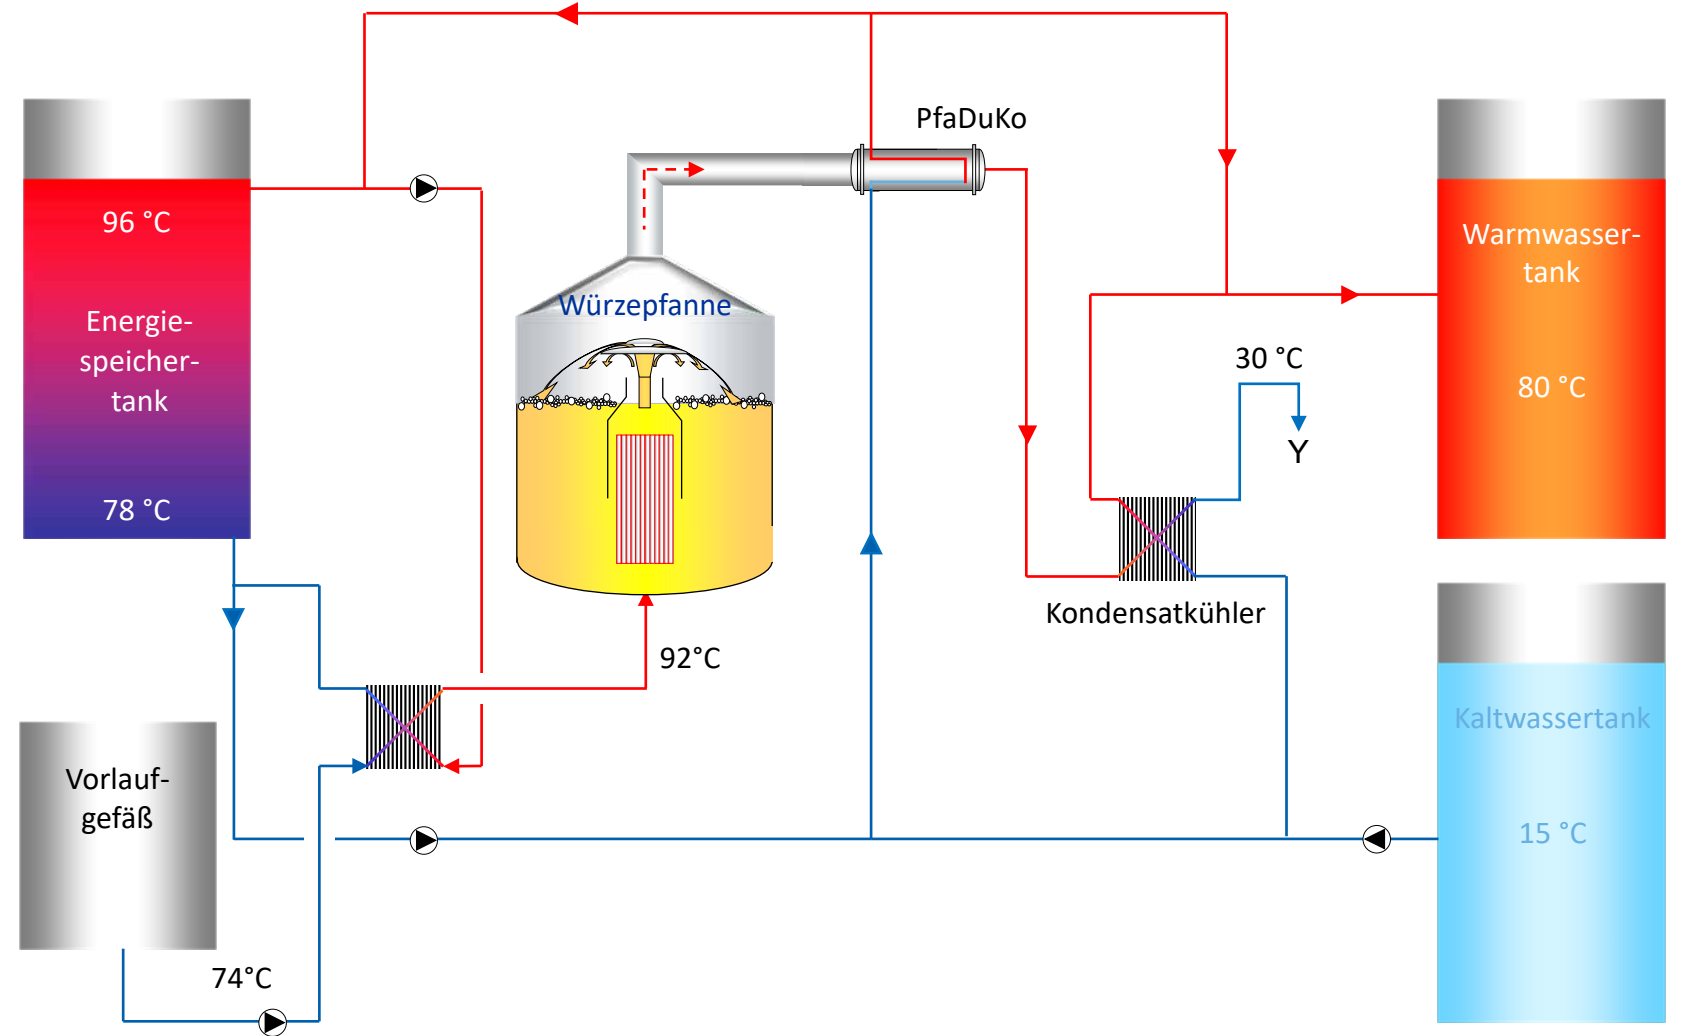 PfaDuKo
96 °C
Energie-
speicher-
tank
78 °C
Würzepfanne
Warmwasser-
tank
80 °C
30 °C
Y
Kondensatkühler
92°C
Vorlauf-
gefäß
74°C
Kaltwassertank
15 °C